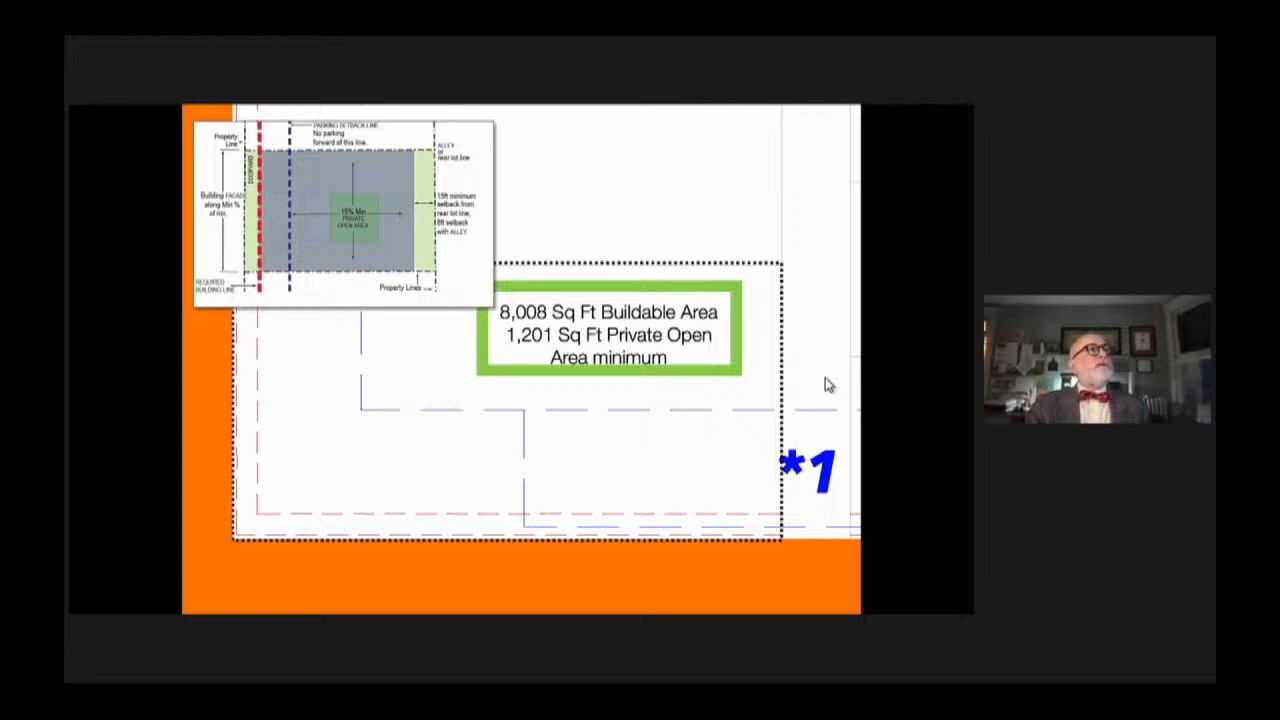 PARKING SETBACK LINE
No parking
forward of this line.
Property
Line
ALLEY
or
rear lot line
DOORYARD
Building FACADE
along Min %
of RBL
15% Min
PRIVATE
OPEN AREA
15ft minimum
setback from
rear lot line,
8ft setback
with ALLEY
REQUIRED
BUILDING LINE
Property Lines
8,008 Sq Ft Buildable Area
1,201 Sq Ft Private Open
Area minimum
*1